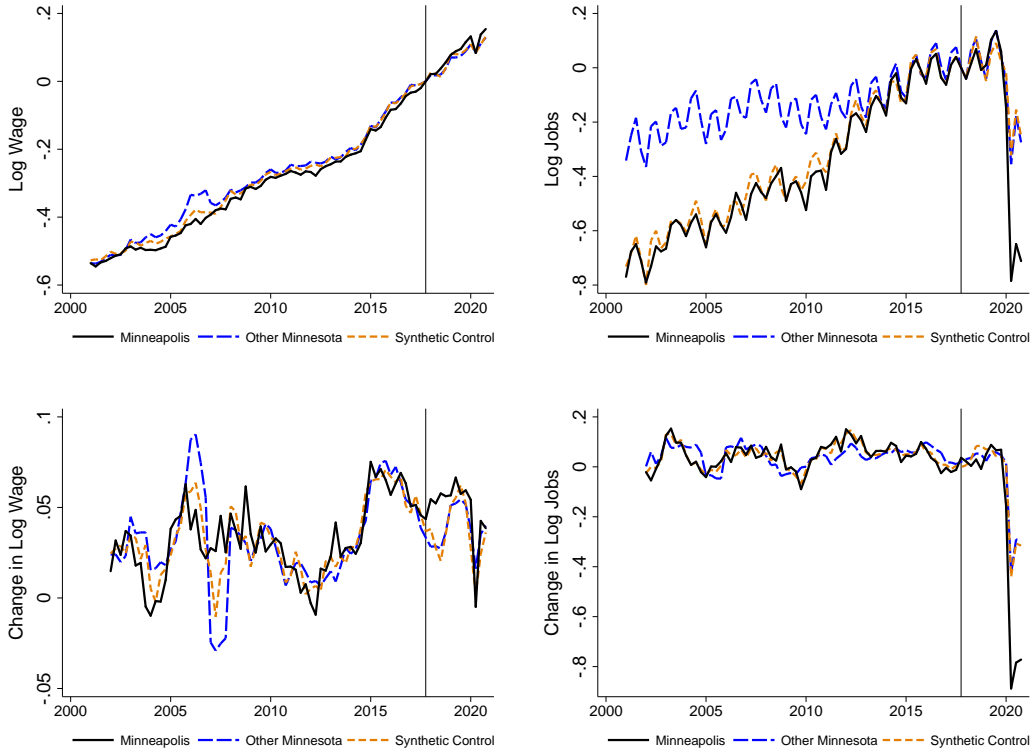 .2
0
-.2
-.4
-.6
Log Wage
2000 2005 2010 2015 2020
Minneapolis Other Minnesota Synthetic Control
.2
0
-.2
-.4
-.6
-.8
Log Jobs
2000 2005 2010 2015 2020
Minneapolis Other Minnesota Synthetic Control
.1
.05
0
-.05
Change in Log Wage
2000 2005 2010 2015 2020
Minneapolis Other Minnesota Synthetic Control
.2
0
-.2
-.4
-.6
-.8
Change in Log Jobs
2000 2005 2010 2015 2020
Minneapolis Other Minnesota Synthetic Control